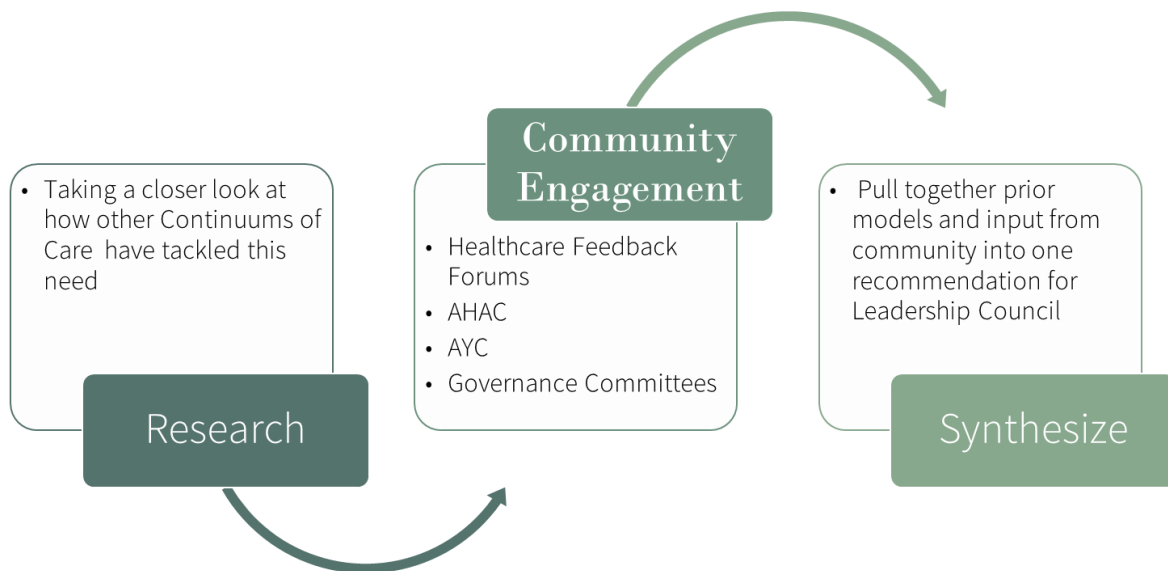 • Taking a closer look at
how other Continuums of
Care  have tackled this
need
Research
Community
Engagement
• Healthcare Feedback
Forums
• AHAC
• AYC
• Governance Committees
• Pull together prior
models and input from
community into one
recommendation for
Leadership Council
Synthesize